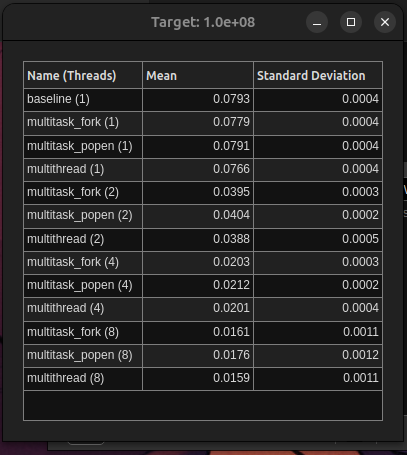 Target: 1.0e+08
Name (Threads) Mean Standard Deviation
baseline (1) 0.0793 0.0004
multitask_fork (1) 0.0779 0.0004
multitask_popen (1) 0.0791 0.0004
multithread (1) 0.0766 0.0004
multitask_fork (2) 0.0395 0.0003
multitask_popen (2) 0.0404 0.0002
multithread (2) 0.0388 0.0005
multitask_fork (4) 0.0203 0.0003
multitask_popen (4) 0.0212 0.0002
multithread (4) 0.0201 0.0004
multitask_fork (8) 0.0161 0.0011
multitask_popen (8) 0.0176 0.0012
multithread (8) 0.0159 0.0011